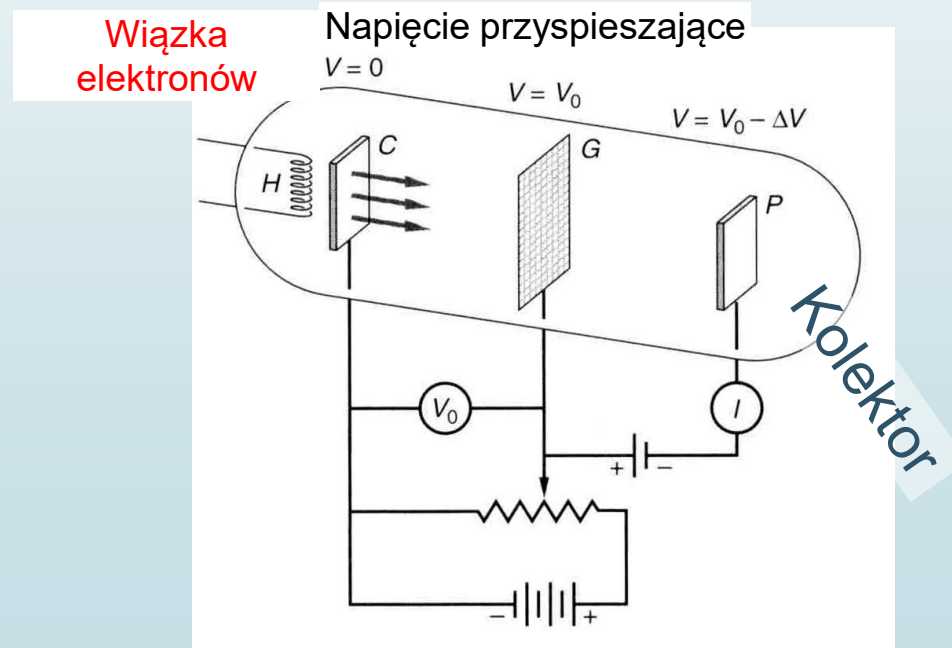 Wiązka
elektronów
Napięcie przyspieszające
V = 0
V = V₀
V = V₀ – ΔV
H
C
G
P
Kolektor
V₀
I
+ –
– +